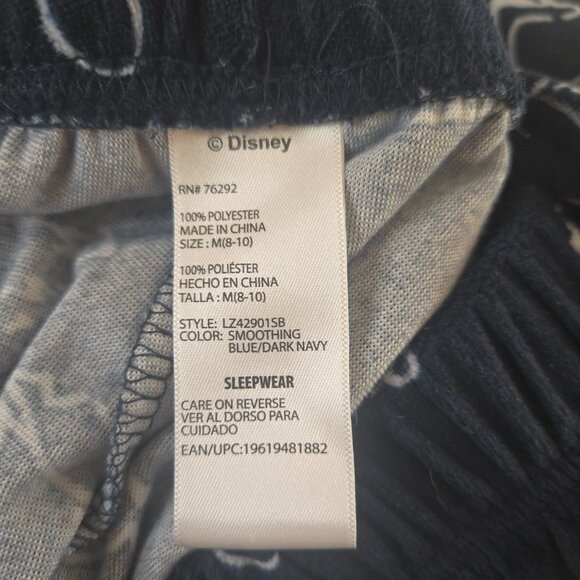 © Disney
RN# 76292
100% POLYESTER
MADE IN CHINA
SIZE : M(8-10)
100% POLIÉSTER
HECHO EN CHINA
TALLA : M(8-10)
STYLE: LZ42901SB
COLOR: SMOOTHING
BLUE/DARK NAVY
SLEEPWEAR
CARE ON REVERSE
VER AL DORSO PARA
CUIDADO
EAN/UPC:19619481882